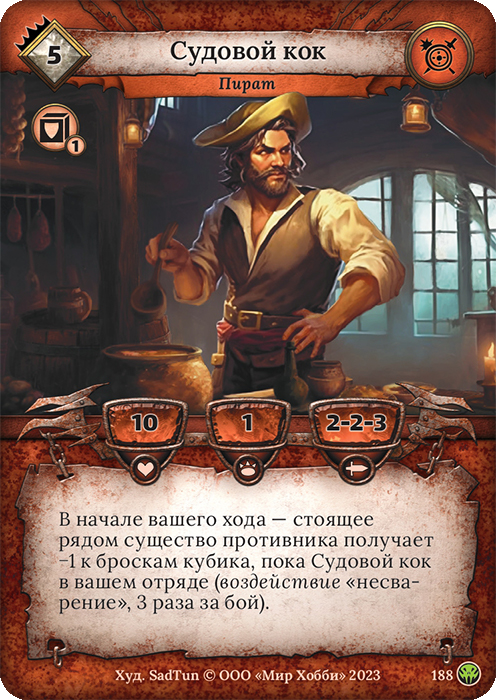 5
Судовой кок
Пират
1
10
1
2-2-3
В начале вашего хода — стоящее
рядом существо противника получает
–1 к броскам кубика, пока Судовой кок
в вашем отряде (воздействие «несва-
рение», 3 раза за бой).
Худ. SadTun © ООО «Мир Хобби» 2023
188